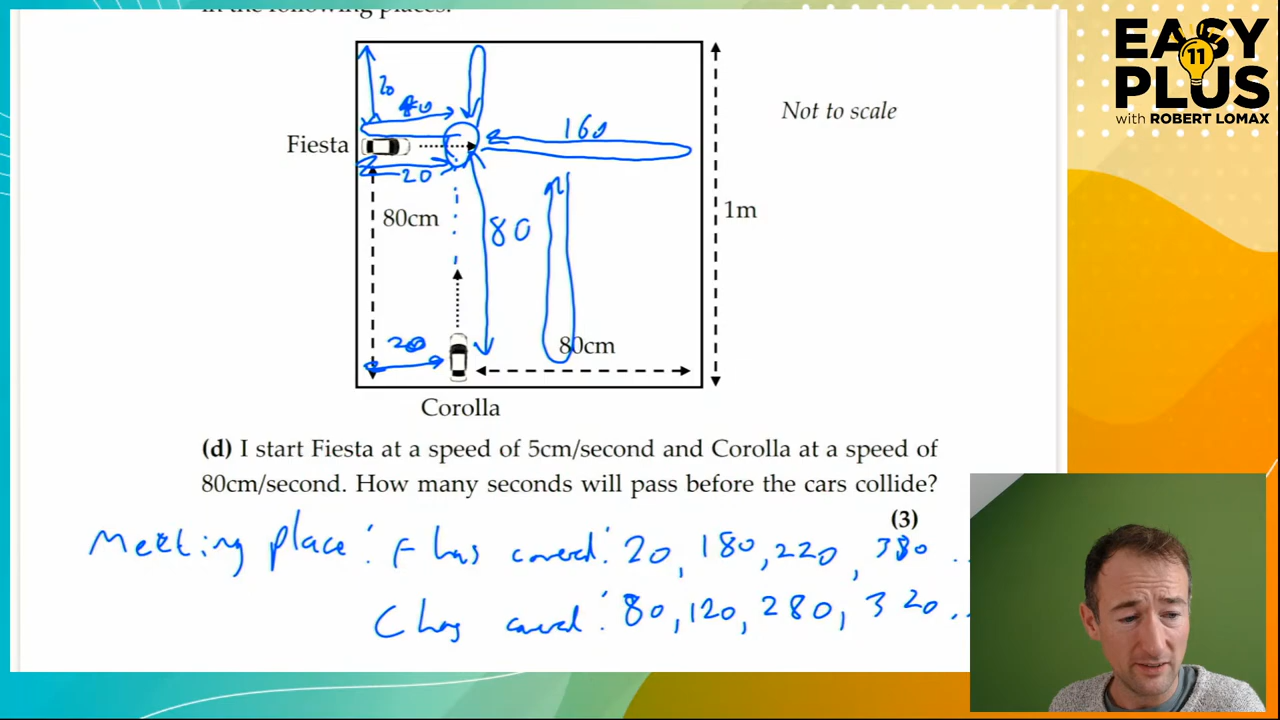 in the following places.
EASY
11
PLUS
with ROBERT LOMAX
20
40
160
Not to scale
Fiesta
20
80cm
80
1m
20
80cm
Corolla
(d) I start Fiesta at a speed of 5cm/second and Corolla at a speed of
80cm/second. How many seconds will pass before the cars collide?
(3)
Meeting place: F has covered: 20, 180, 220, 380 ...
C has covered: 80, 120, 280, 320 ..